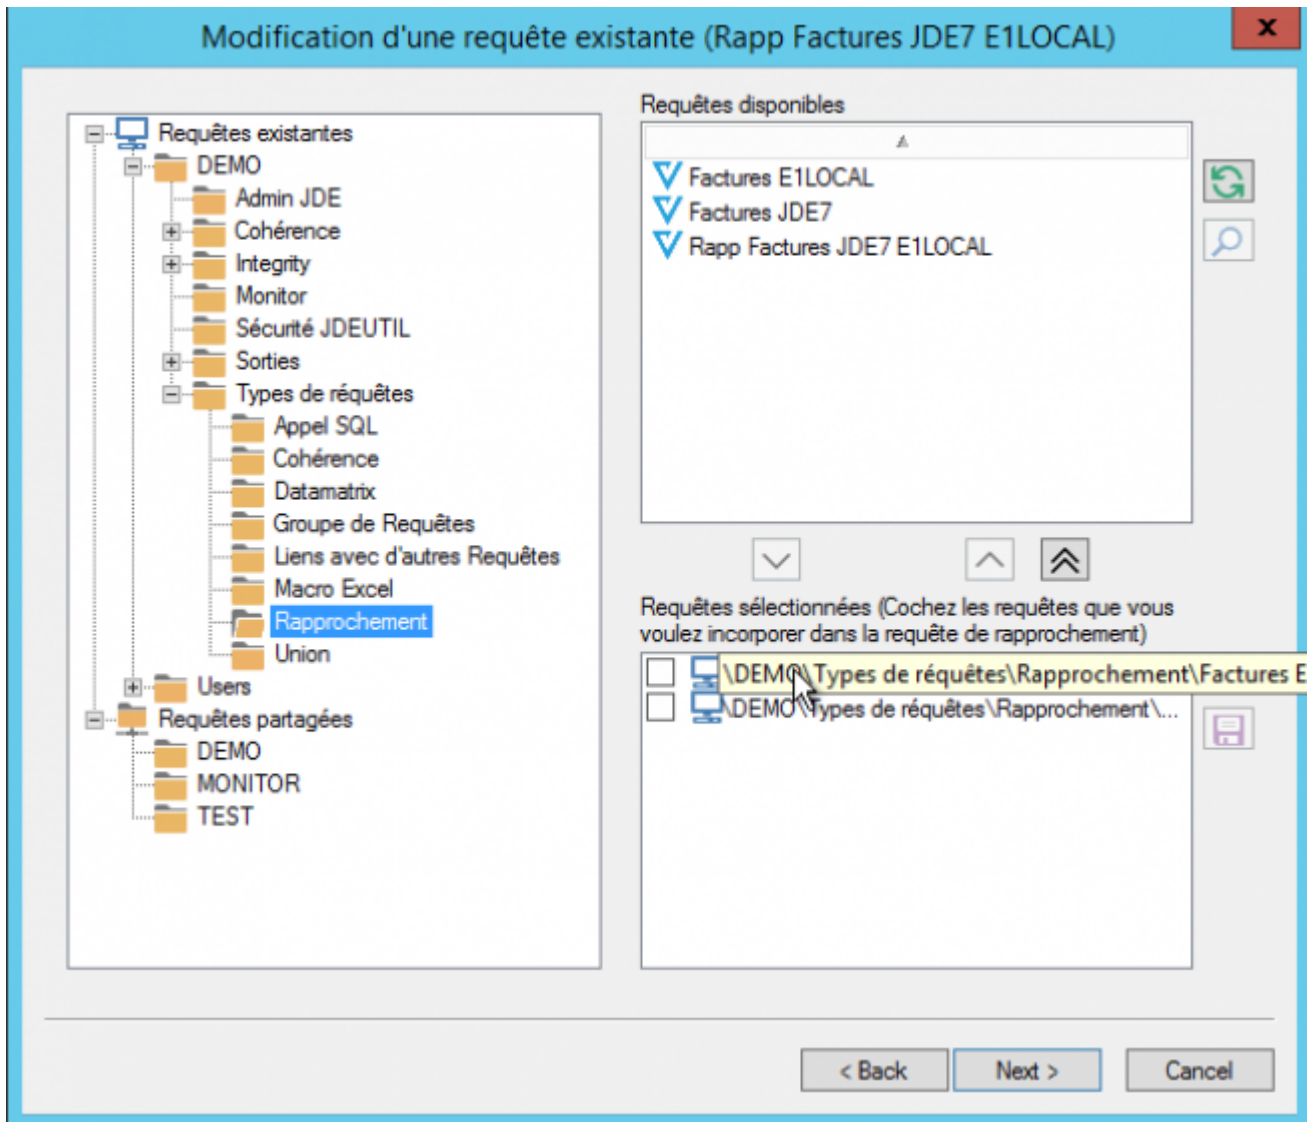 Modification d'une requête existante (Rapp Factures JDE7 E1LOCAL)
x
Requêtes existantes
DEMO
Admin JDE
Cohérence
Integrity
Monitor
Sécurité JDEUTIL
Sorties
Types de réquêtes
Appel SQL
Cohérence
Datamatrix
Groupe de Requêtes
Liens avec d'autres Requêtes
Macro Excel
Rapprochement
Union
Users
Requêtes partagées
DEMO
MONITOR
TEST
Requêtes disponibles
Factures E1LOCAL
Factures JDE7
Rapp Factures JDE7 E1LOCAL
Requêtes sélectionnées (Cochez les requêtes que vous
voulez incorporer dans la requête de rapprochement)
\DEMO\Types de réquêtes\Rapprochement\Factures E
\DEMO\Types de réquêtes\Rapprochement\...
< Back
Next >
Cancel